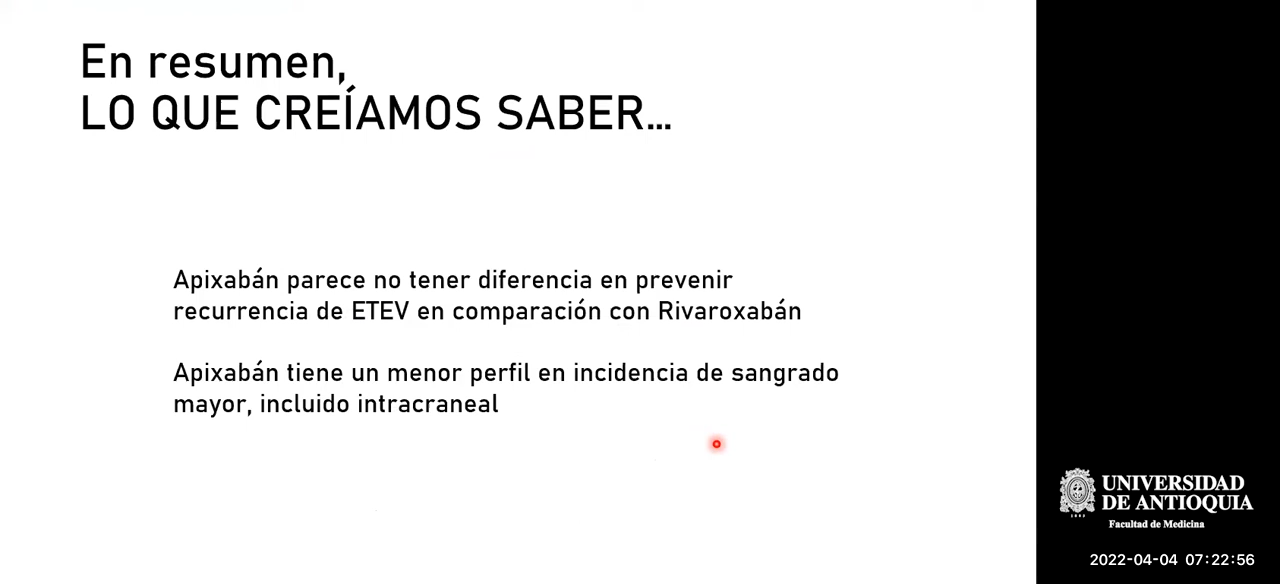 En resumen,
LO QUE CREÍAMOS SABER...
Apixabán parece no tener diferencia en prevenir
recurrencia de ETEV en comparación con Rivaroxabán
Apixabán tiene un menor perfil en incidencia de sangrado
mayor, incluido intracraneal
UNIVERSIDAD
DE ANTIOQUIA
1803
Facultad de Medicina
2022-04-04 07:22:56